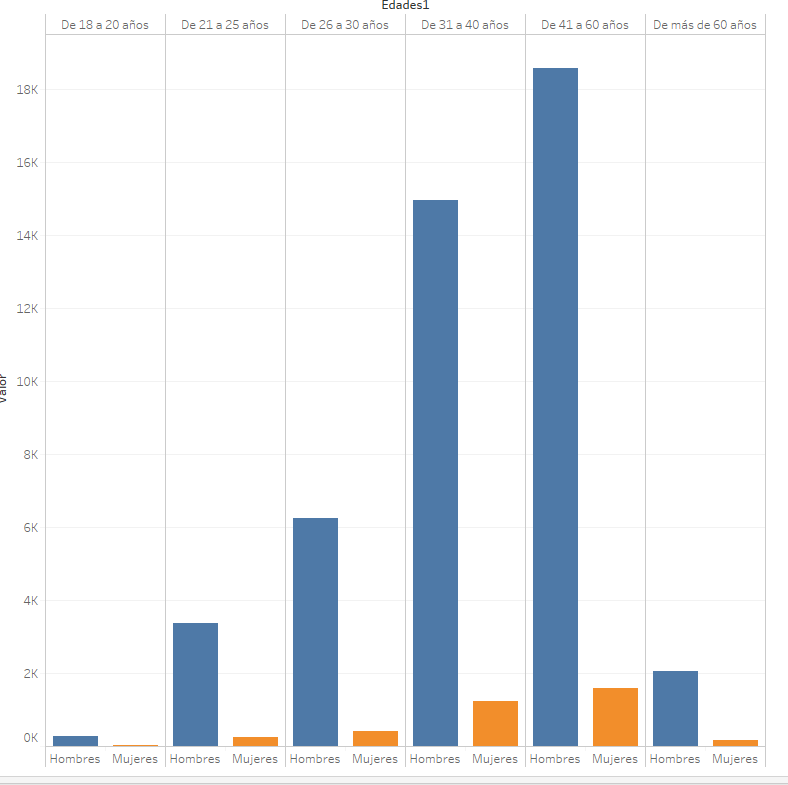 Edades1
De 18 a 20 años De 21 a 25 años De 26 a 30 años De 31 a 40 años De 41 a 60 años De más de 60 años
18K
16K
14K
12K
10K
Valor
8K
6K
4K
2K
0K
Hombres Mujeres Hombres Mujeres Hombres Mujeres Hombres Mujeres Hombres Mujeres Hombres Mujeres